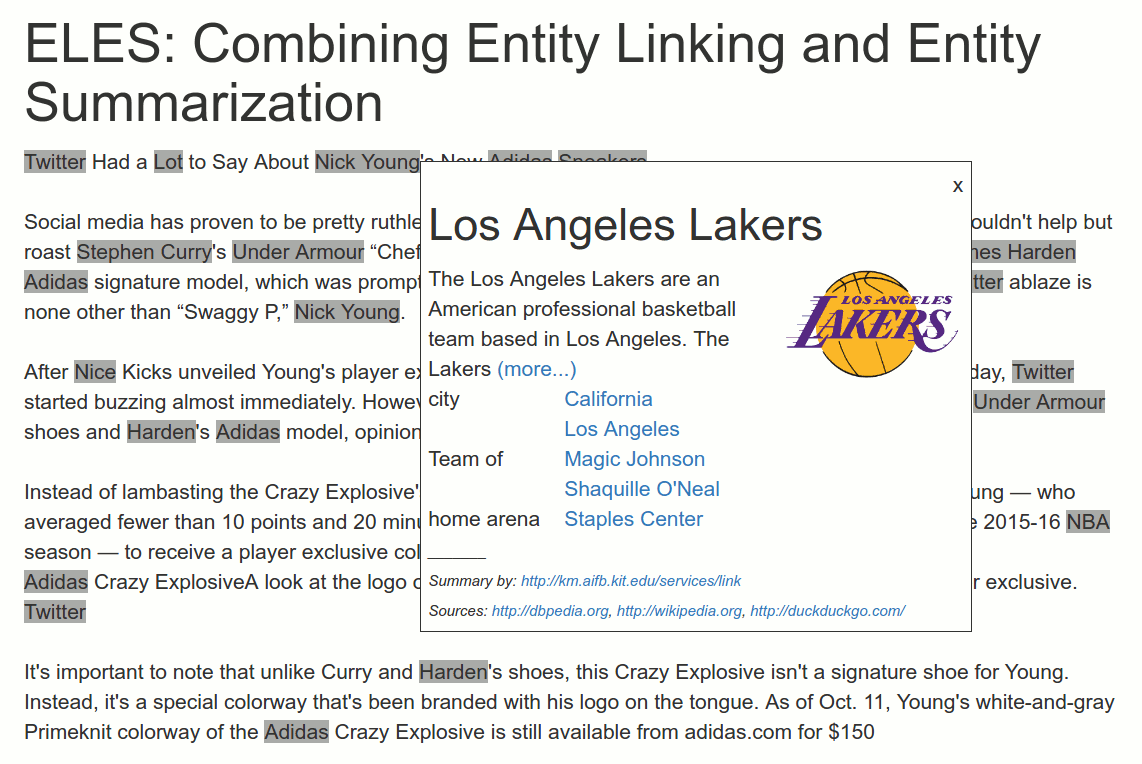 ELES: Combining Entity Linking and Entity
Summarization
Twitter Had a Lot to Say About Nick Young's New Adidas Sneakers
x
Los Angeles Lakers
The Los Angeles Lakers are an
American professional basketball
team based in Los Angeles. The
Lakers (more...)
LOS ANGELES
LAKERS
city California
Los Angeles
Team of Magic Johnson
Shaquille O'Neal
home arena Staples Center
Summary by: http://km.aifb.kit.edu/services/link
Sources: http://dbpedia.org, http://wikipedia.org, http://duckduckgo.com/
Social media has proven to be pretty ruthle ouldn't help but
roast Stephen Curry's Under Armour “Chef nes Harden
Adidas signature model, which was prompt tter ablaze is
none other than “Swaggy P,” Nick Young.
After Nice Kicks unveiled Young's player ex day, Twitter
started buzzing almost immediately. Howev Under Armour
shoes and Harden's Adidas model, opinion
Instead of lambasting the Crazy Explosive' ung — who
averaged fewer than 10 points and 20 minu e 2015-16 NBA
season — to receive a player exclusive col
Adidas Crazy ExplosiveA look at the logo o r exclusive.
Twitter
It's important to note that unlike Curry and Harden's shoes, this Crazy Explosive isn't a signature shoe for Young.
Instead, it's a special colorway that's been branded with his logo on the tongue. As of Oct. 11, Young's white-and-gray
Primeknit colorway of the Adidas Crazy Explosive is still available from adidas.com for $150